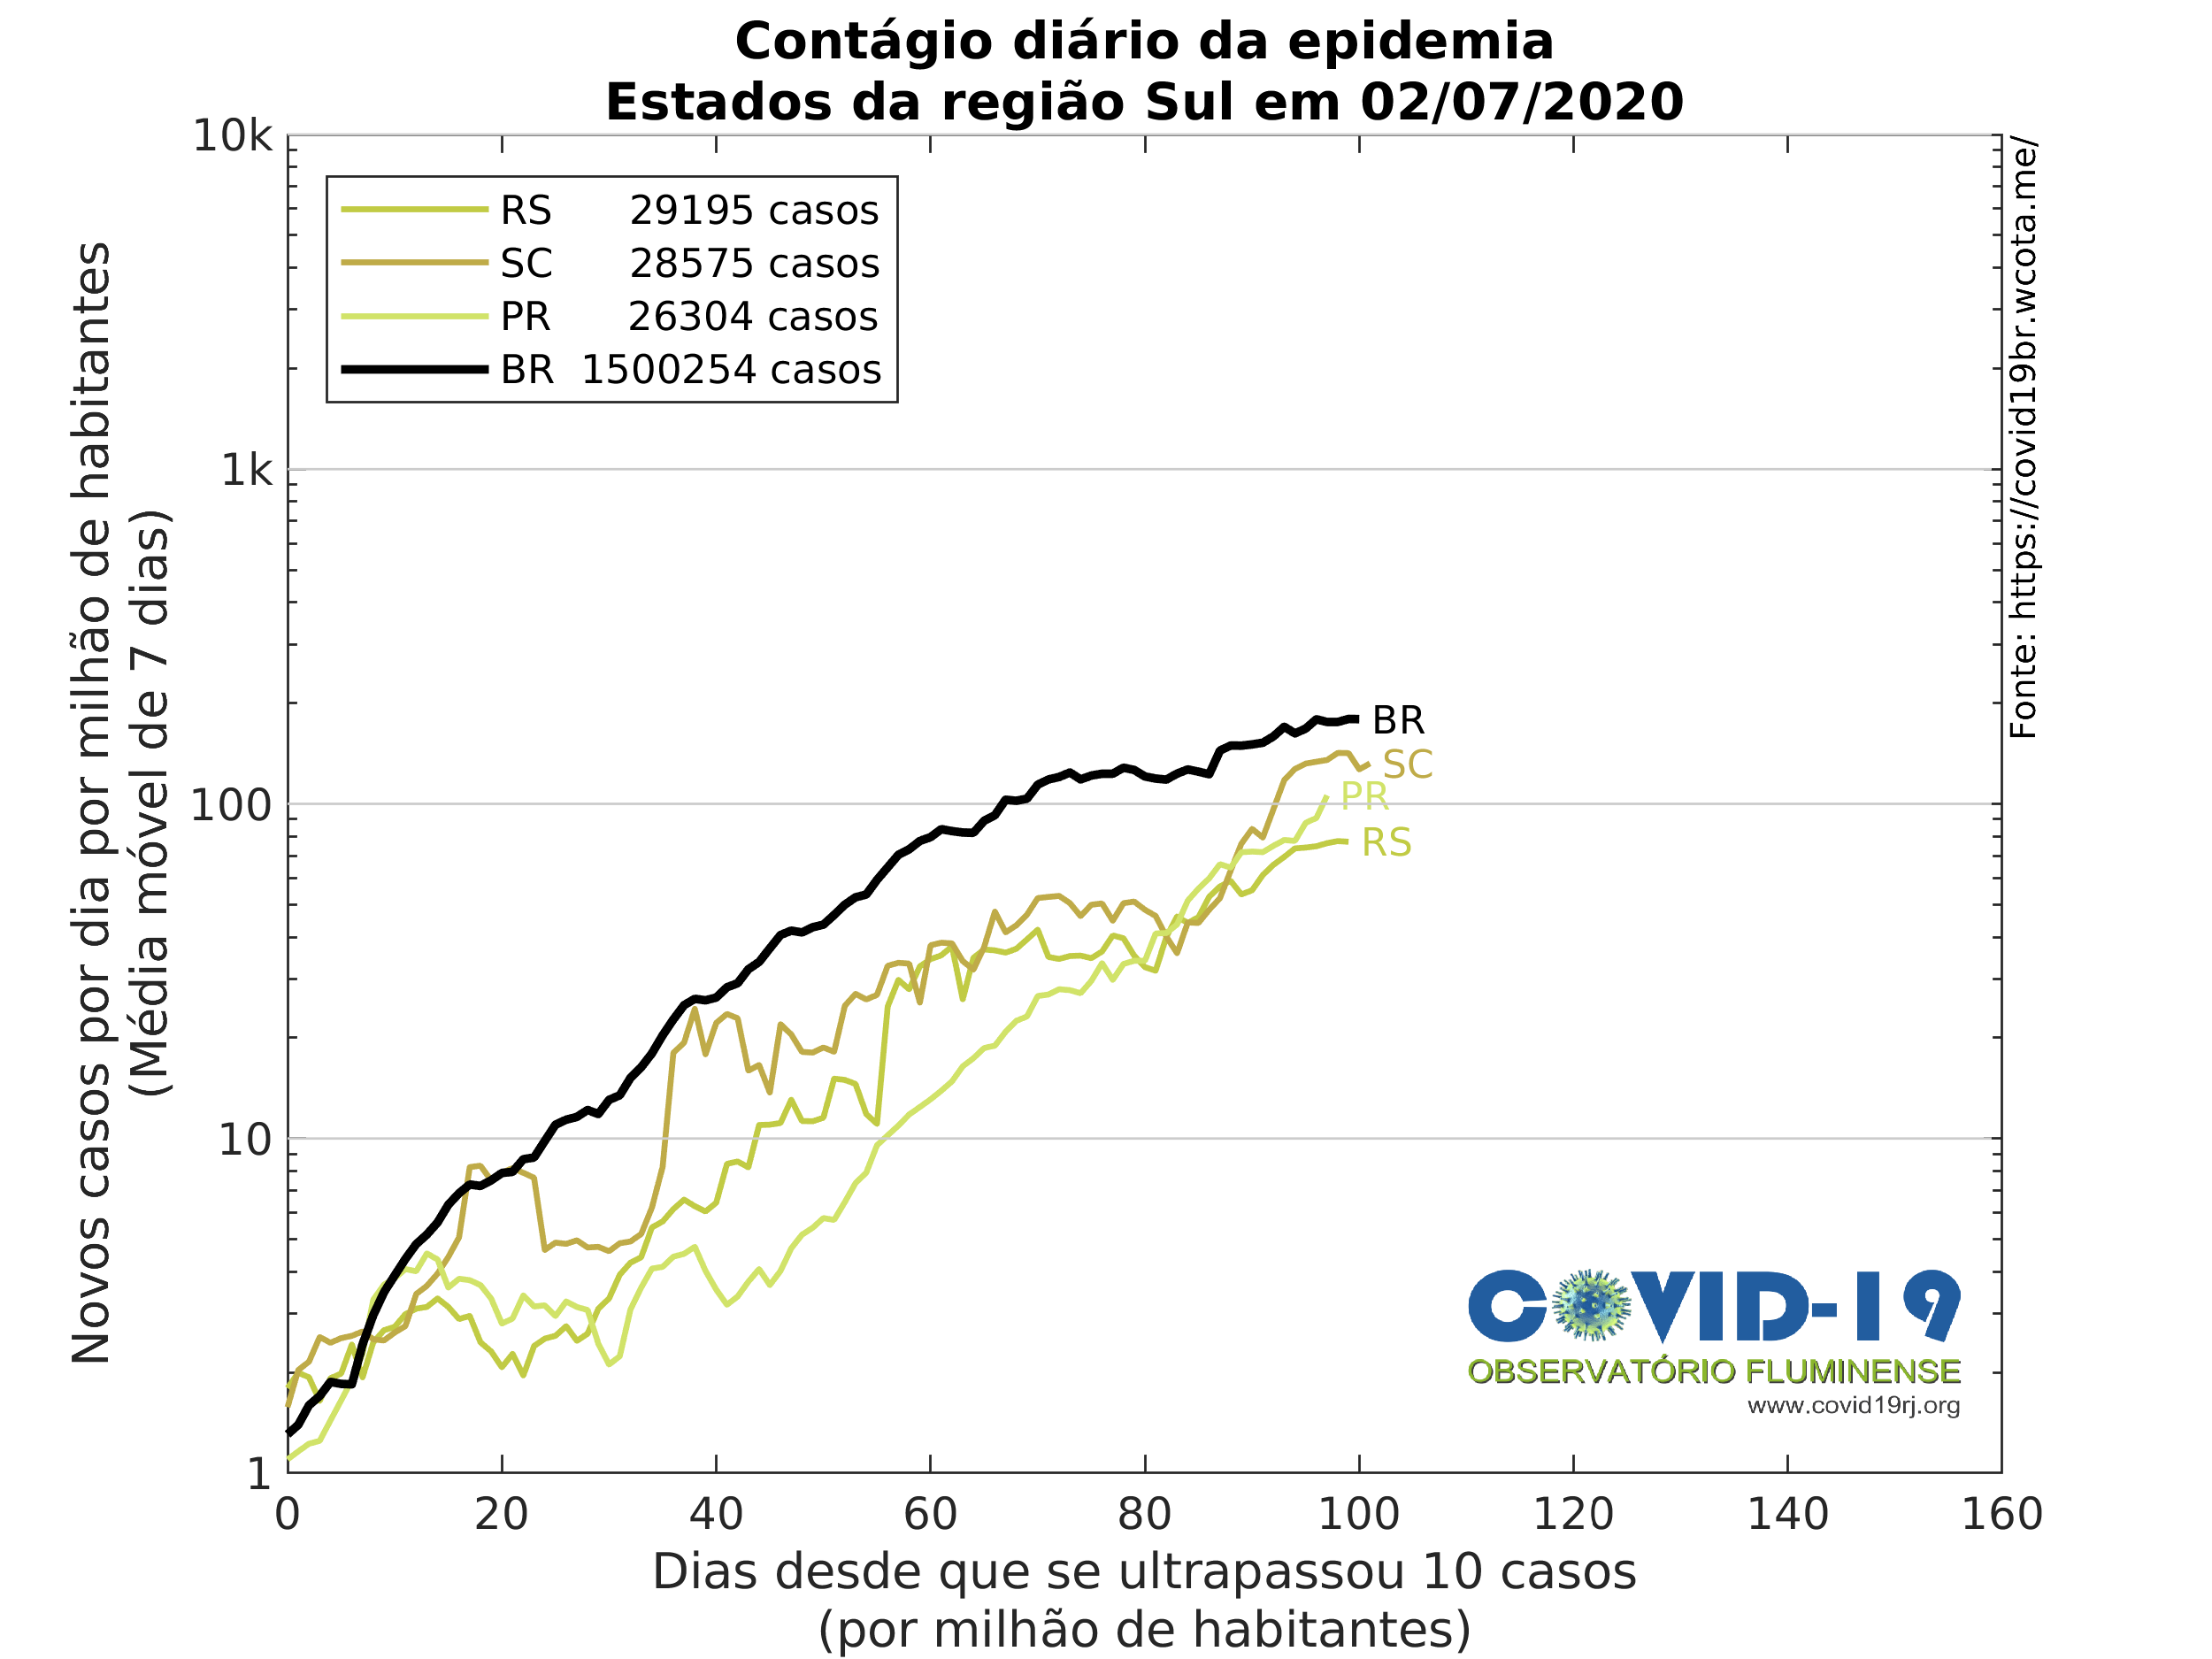 Contágio diário da epidemia
Estados da região Sul em 02/07/2020
10k
1k
100
10
1
RS 29195 casos
SC 28575 casos
PR 26304 casos
BR 1500254 casos
Novos casos por dia por milhão de habitantes
(Média móvel de 7 dias)
Fonte: https://covid19br.wcota.me/
BR
SC
PR
RS
COVID-19
OBSERVATÓRIO FLUMINENSE
www.covid19rj.org
0 20 40 60 80 100 120 140 160
Dias desde que se ultrapassou 10 casos
(por milhão de habitantes)